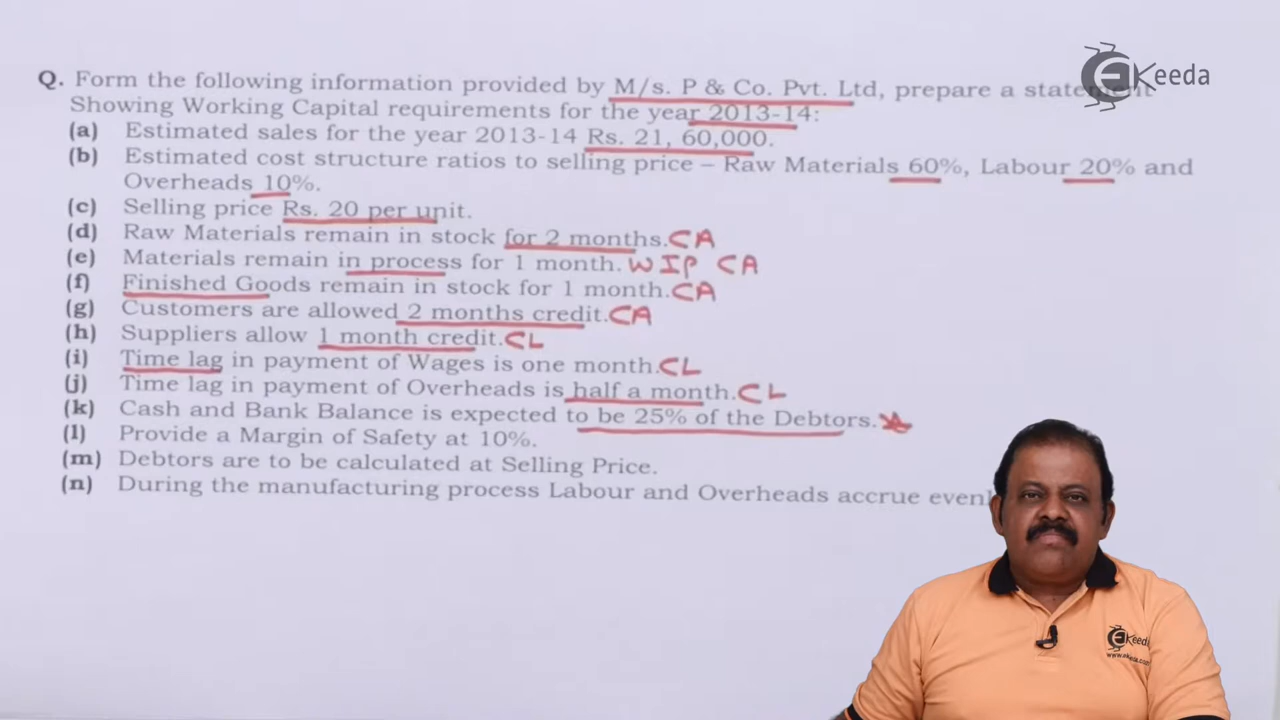 EKeeda
Q. Form the following information provided by M/s. P & Co. Pvt. Ltd, prepare a statement
Showing Working Capital requirements for the year 2013-14:
(a) Estimated sales for the year 2013-14 Rs. 21, 60,000.
(b) Estimated cost structure ratios to selling price – Raw Materials 60%, Labour 20% and
Overheads 10%.
(c) Selling price Rs. 20 per unit.
(d) Raw Materials remain in stock for 2 months. CA
(e) Materials remain in process for 1 month. WIP CA
(f) Finished Goods remain in stock for 1 month. CA
(g) Customers are allowed 2 months credit. CA
(h) Suppliers allow 1 month credit. CL
(i) Time lag in payment of Wages is one month. CL
(j) Time lag in payment of Overheads is half a month. CL
(k) Cash and Bank Balance is expected to be 25% of the Debtors.
(l) Provide a Margin of Safety at 10%.
(m) Debtors are to be calculated at Selling Price.
(n) During the manufacturing process Labour and Overheads accrue
EKeeda
www.ekeeda.com